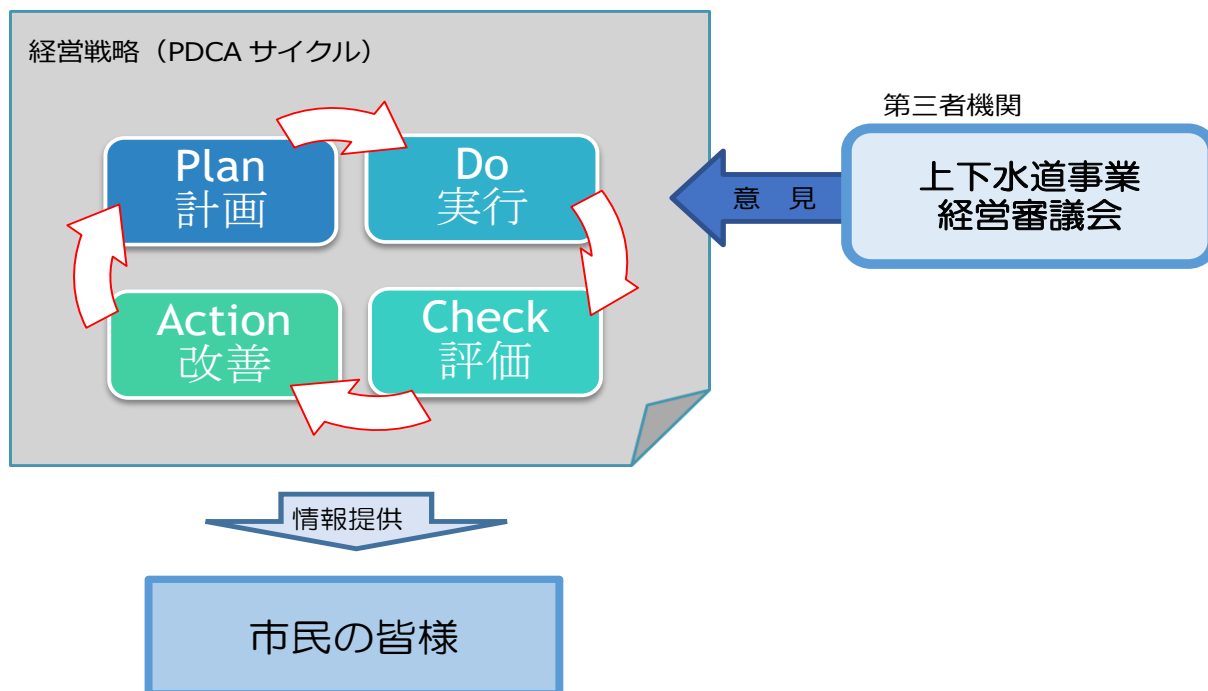 経営戦略（PDCA サイクル）
Plan
計画
Do
実行
Action
改善
Check
評価
第三者機関
上下水道事業
経営審議会
意 見
情報提供
市民の皆様